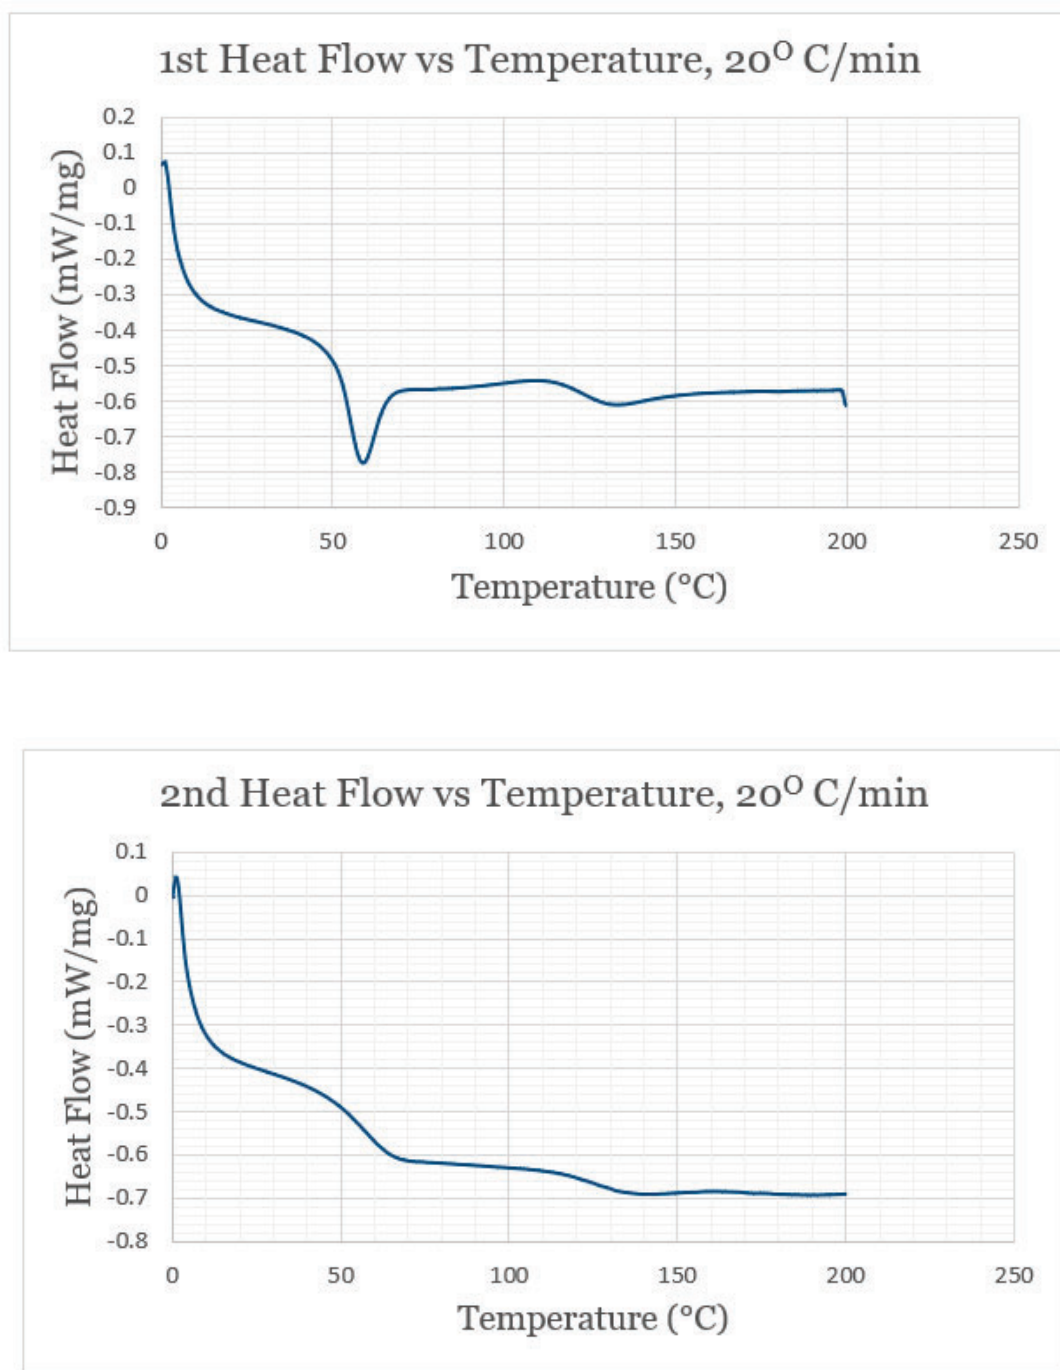 1st Heat Flow vs Temperature, 20⁰ C/min
Heat Flow (mW/mg)
0.2
0.1
0
-0.1
-0.2
-0.3
-0.4
-0.5
-0.6
-0.7
-0.8
-0.9
0 50 100 150 200 250
Temperature (°C)
2nd Heat Flow vs Temperature, 20⁰ C/min
Heat Flow (mW/mg)
0.1
0
-0.1
-0.2
-0.3
-0.4
-0.5
-0.6
-0.7
-0.8
0 50 100 150 200 250
Temperature (°C)